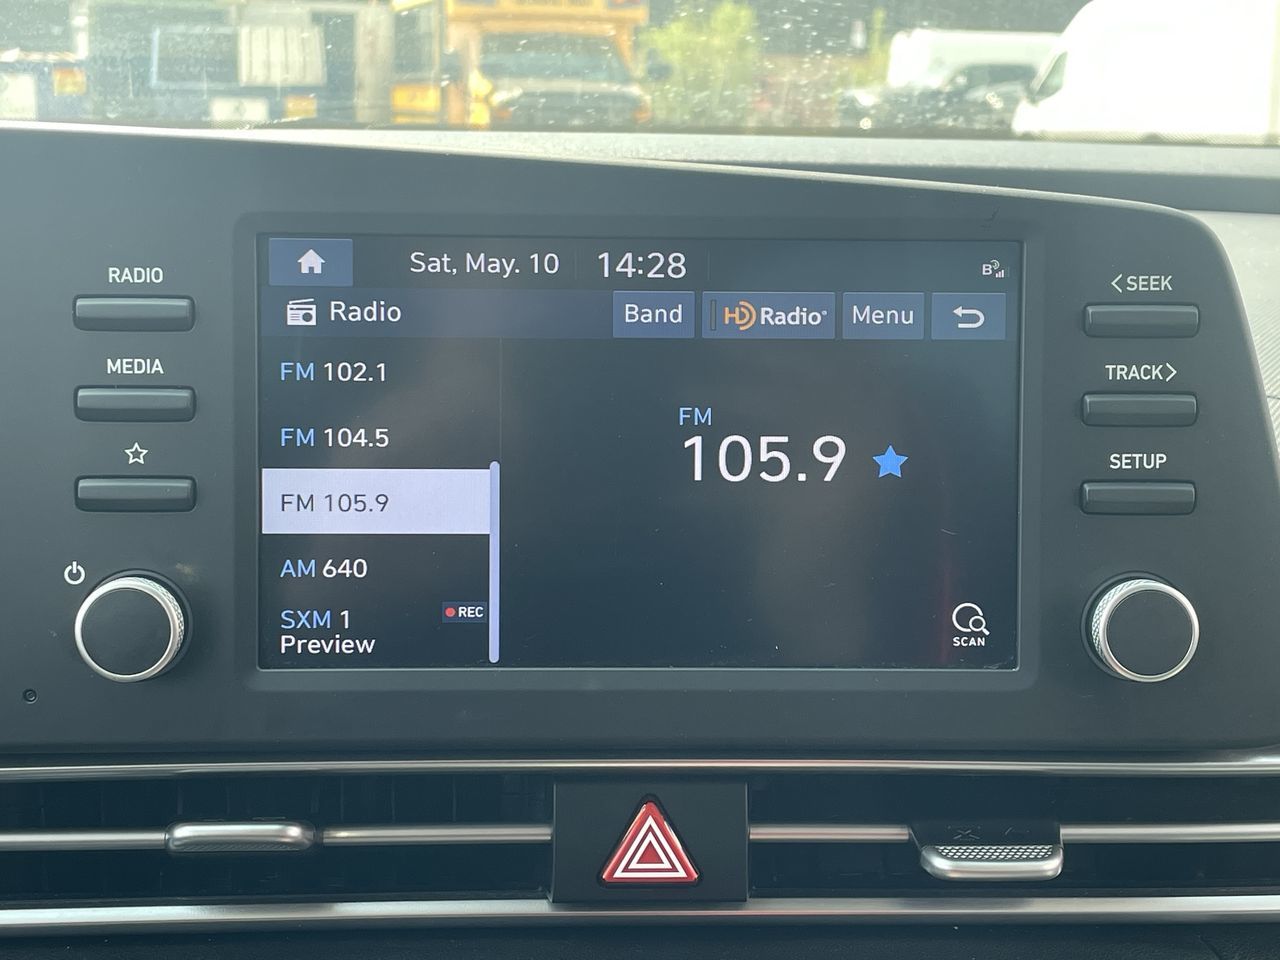 RADIO
MEDIA
Sat, May. 10 14:28 B
Radio Band HD Radio Menu
FM 102.1
FM 104.5
FM 105.9
AM 640
SXM 1 REC
Preview
FM
105.9
SCAN
<SEEK
TRACK>
SETUP